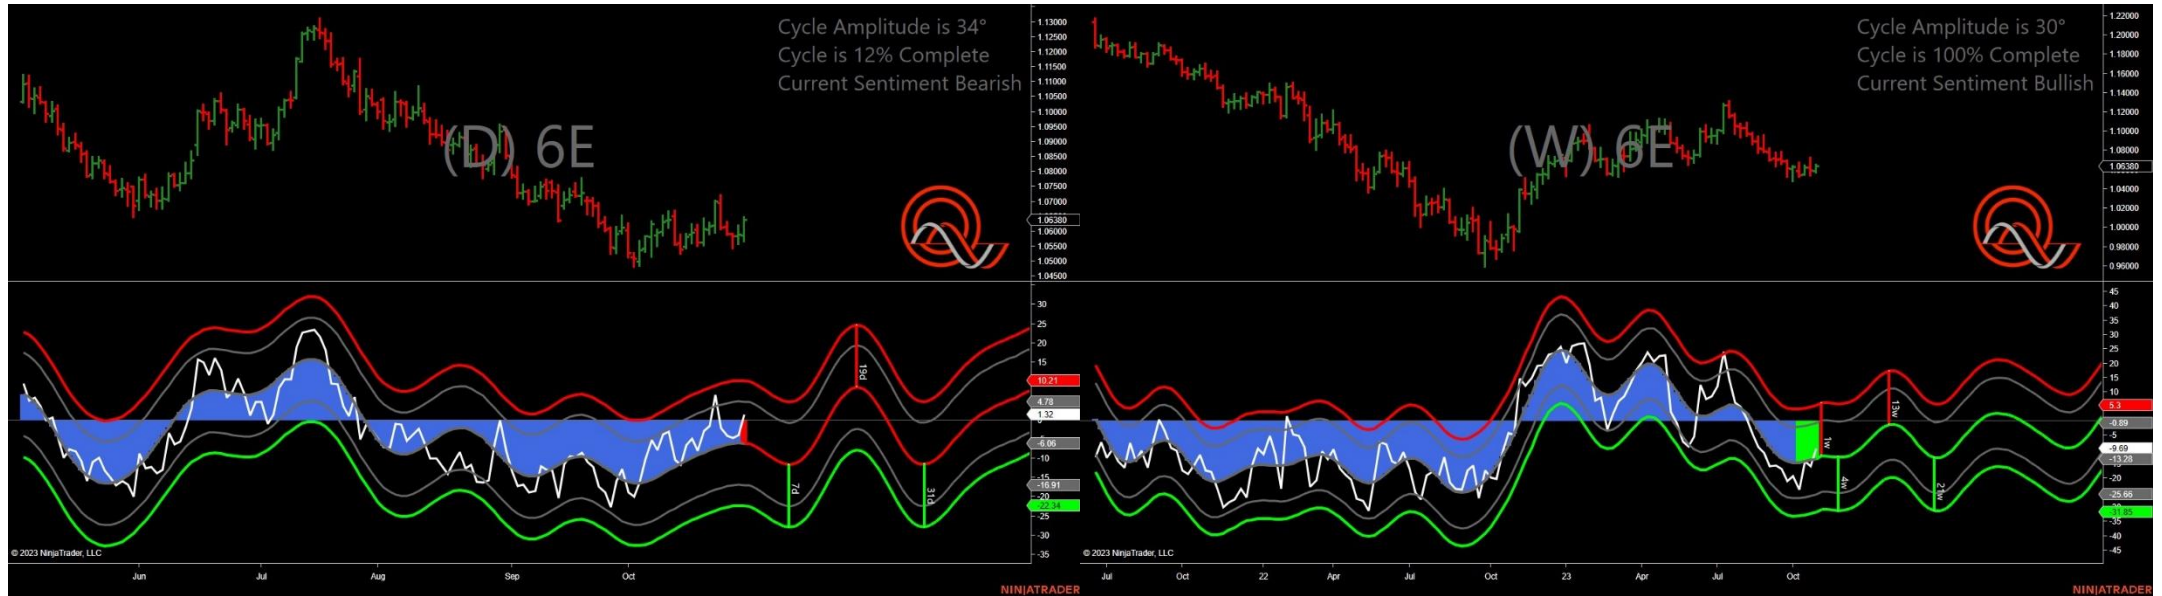 Cycle Amplitude is 34°
Cycle is 12% Complete
Current Sentiment Bearish
(D) 6E
1.13000
1.12500
1.12000
1.11500
1.11000
1.10500
1.10000
1.09500
1.09000
1.08500
1.08000
1.07500
1.07000
1.06380
1.06000
1.05500
1.05000
1.04500
30
25
20
15
10.21
4.78
1.32
-6.06
-10
-16.91
-20
-22.34
-25
-30
-35
19d
7d
31d
© 2023 NinjaTrader, LLC
Jun
Jul
Aug
Sep
Oct
NINJATRADER
Cycle Amplitude is 30°
Cycle is 100% Complete
Current Sentiment Bullish
(W) 6E
1.22000
1.20000
1.18000
1.16000
1.14000
1.12000
1.10000
1.08000
1.06380
1.04000
1.02000
1.00000
0.98000
0.96000
45
40
35
30
25
20
15
10
5.3
-0.89
-5
-9.69
-13.28
-20
-25.66
-31.85
-35
-40
-45
1w
13w
4w
21w
© 2023 NinjaTrader, LLC
Jul
Oct
22
Apr
Jul
Oct
23
Apr
Jul
Oct
NINJATRADER